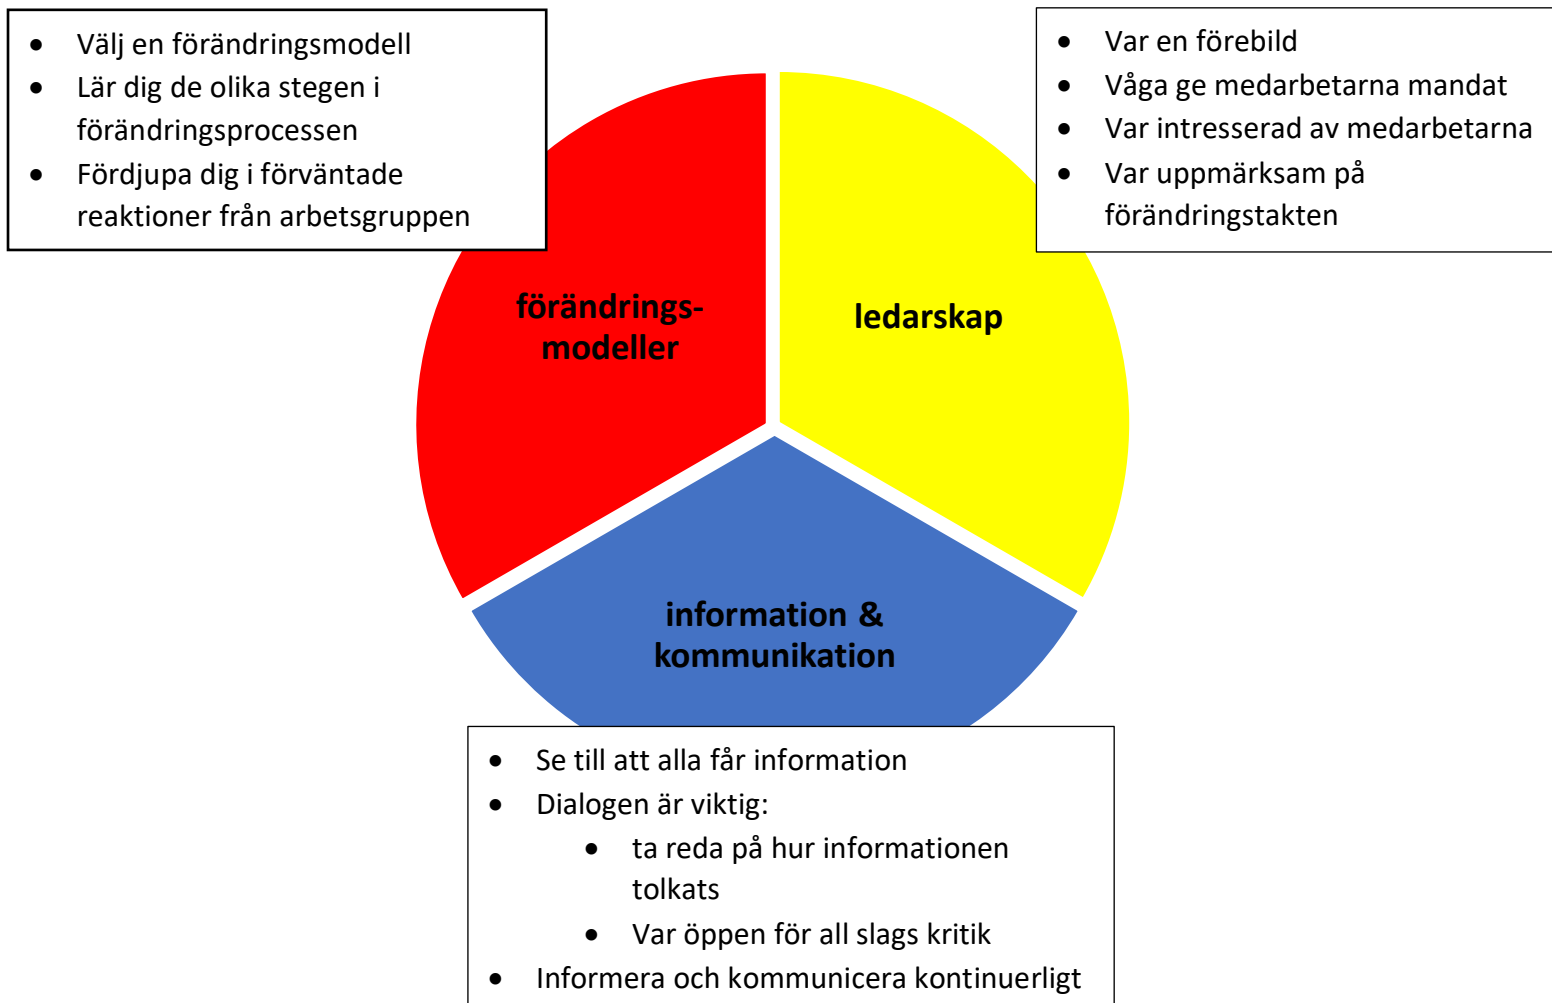 • Välj en förändringsmodell
• Lär dig de olika stegen i
förändringsprocessen
• Fördjupa dig i förväntade
reaktioner från arbetsgruppen
• Var en förebild
• Våga ge medarbetarna mandat
• Var intresserad av medarbetarna
• Var uppmärksam på
förändringstakten
förändrings-
modeller
ledarskap
information &
kommunikation
• Se till att alla får information
• Dialogen är viktig:
• ta reda på hur informationen
tolkats
• Var öppen för all slags kritik
• Informera och kommunicera kontinuerligt